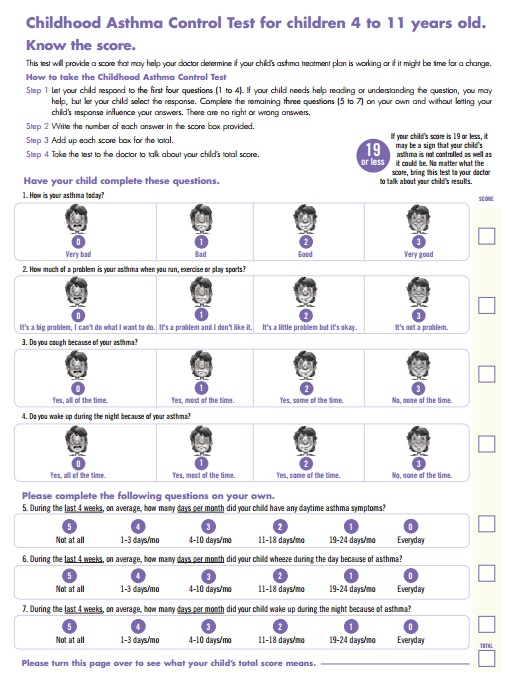 Childhood Asthma Control Test for children 4 to 11 years old.
Know the score.
This test will provide a score that may help your doctor determine if your child's asthma treatment plan is working or if it might be time for a change.
How to take the Childhood Asthma Control Test
Step 1 Let your child respond to the first four questions (1 to 4). If your child needs help reading or understanding the question, you may
help, but let your child select the response. Complete the remaining three questions (5 to 7) on your own and without letting
your child's response influence your answers. There are no right or wrong answers.
Step 2 Write the number of each answer in the score box provided.
Step 3 Add up each score box for the total.
Step 4 Take the test to the doctor to talk about your child's total score.
19
or less
If your child's score is 19 or less, it
may be a sign that your child's
asthma is not controlled as well as
it could be. No matter what the
score, bring this test to your doctor
to talk about your child's results.
Have your child complete these questions.
SCORE
1. How is your asthma today?
0 1 2 3
Very bad Bad Good Very good
2. How much of a problem is your asthma when you run, exercise or play sports?
0 1 2 3
It's a big problem, I can't do what I want to do. It's a problem and I don't like it. It's a little problem but it's okay. It's not a problem.
3. Do you cough because of your asthma?
0 1 2 3
Yes, all of the time. Yes, most of the time. Yes, some of the time. No, none of the time.
4. Do you wake up during the night because of your asthma?
0 1 2 3
Yes, all of the time. Yes, most of the time. Yes, some of the time. No, none of the time.
Please complete the following questions on your own.
5. During the last 4 weeks, on average, how many days per month did your child have any daytime asthma symptoms?
5 4 3 2 1 0
Not at all 1-3 days/mo 4-10 days/mo 11-18 days/mo 19-24 days/mo Everyday
6. During the last 4 weeks, on average, how many days per month did your child wheeze during the day because of asthma?
5 4 3 2 1 0
Not at all 1-3 days/mo 4-10 days/mo 11-18 days/mo 19-24 days/mo Everyday
7. During the last 4 weeks, on average, how many days per month did your child wake up during the night because of asthma?
5 4 3 2 1 0
Not at all 1-3 days/mo 4-10 days/mo 11-18 days/mo 19-24 days/mo Everyday
TOTAL
Please turn this page over to see what your child's total score means.